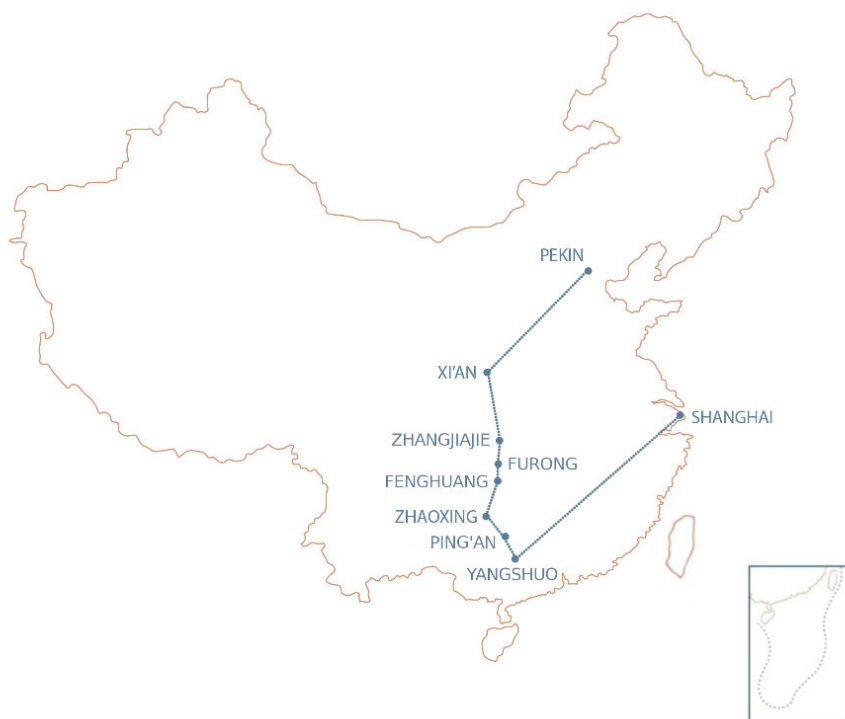 PEKIN
XI'AN
SHANGHAI
ZHANGJIAJIE
FURONG
FENGHUANG
ZHAOXING
PING'AN
YANGSHUO